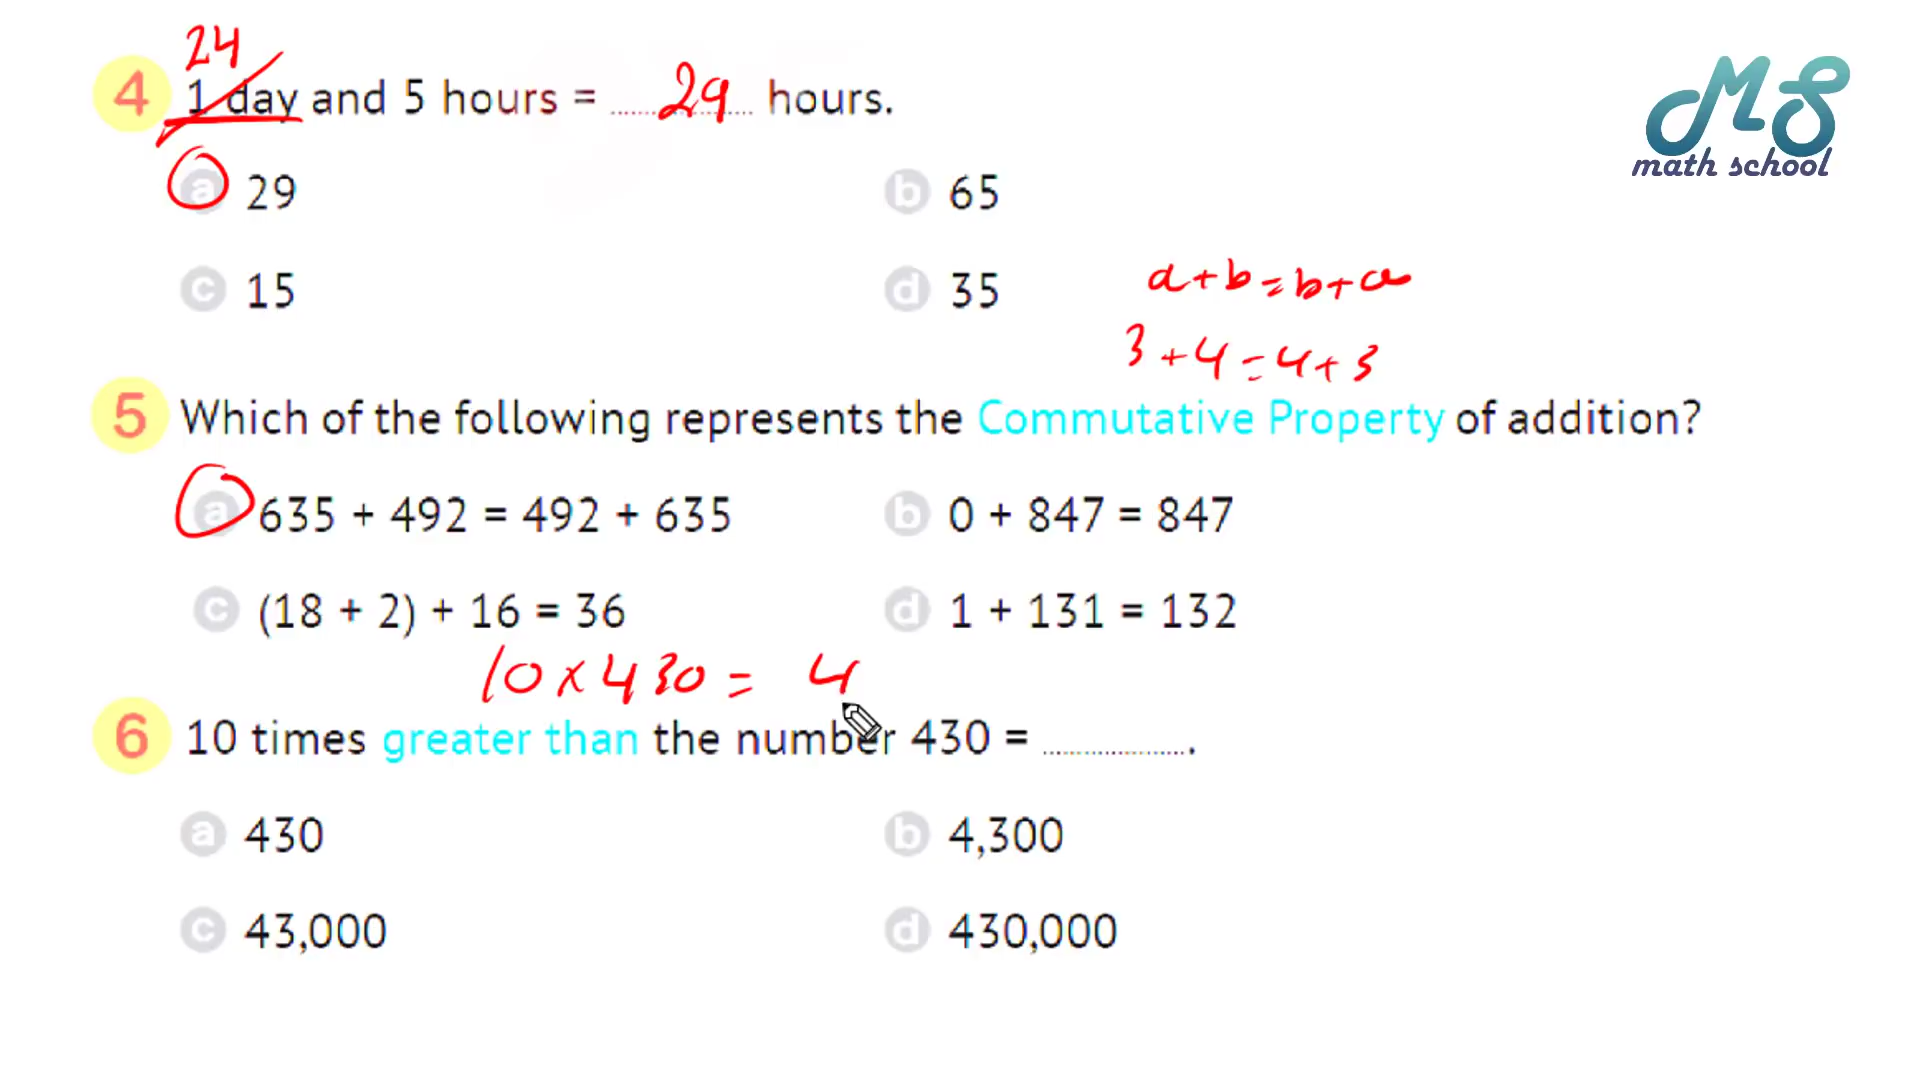 24
4 1 day and 5 hours = 29 hours.
a 29
b 65
c 15
d 35
a+b=b+a
3+4=4+3
5 Which of the following represents the Commutative Property of addition?
a 635 + 492 = 492 + 635
b 0 + 847 = 847
c (18 + 2) + 16 = 36
d 1 + 131 = 132
10 x 430 = 4
6 10 times greater than the number 430 = ..................
a 430
b 4,300
c 43,000
d 430,000
MS
math school